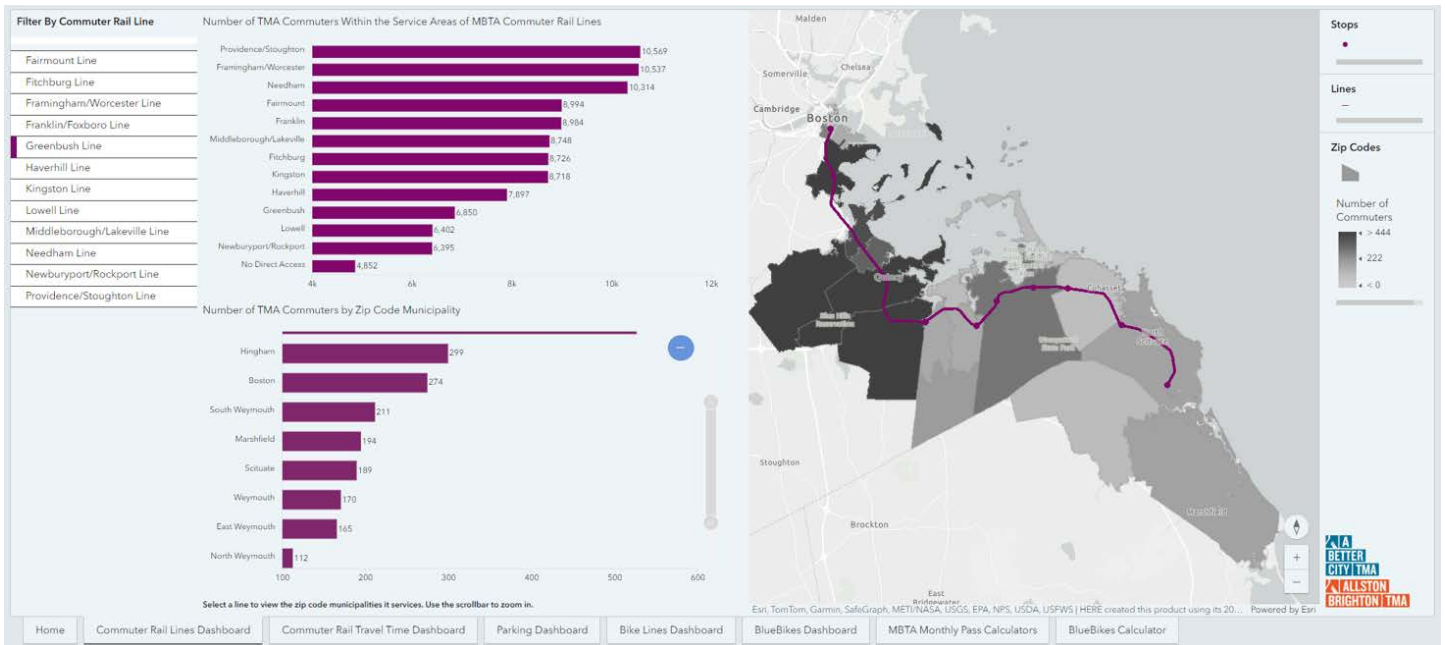 Filter By Commuter Rail Line
Fairmount Line
Fitchburg Line
Framingham/Worcester Line
Franklin/Foxboro Line
Greenbush Line
Haverhill Line
Kingston Line
Lowell Line
Middleborough/Lakeville Line
Needham Line
Newburyport/Rockport Line
Providence/Stoughton Line
Number of TMA Commuters Within the Service Areas of MBTA Commuter Rail Lines
Providence/Stoughton 10,569
Framingham/Worcester 10,537
Needham 10,314
Fairmount 8,994
Franklin 8,984
Middleborough/Lakeville 8,748
Fitchburg 8,726
Kingston 8,718
Haverhill 7,897
Greenbush 6,850
Lowell 6,402
Newburyport/Rockport 6,395
No Direct Access 4,852
4k 6k 8k 10k 12k
Number of TMA Commuters by Zip Code Municipality
Hingham 299
Boston 274
South Weymouth 211
Marshfield 194
Scituate 189
Weymouth 170
East Weymouth 165
North Weymouth 112
100 200 300 400 500 600
Select a line to view the zip code municipalities it services. Use the scrollbar to zoom in.
Malden
Somerville
Chelsea
Cambridge
Boston
Quincy
Blue Hills
Reservation
Cohasset
State Park
Scituate
Stoughton
Marshfield
Brockton
East
Bridgewater
Esri, TomTom, Garmin, SafeGraph, METI/NASA, USGS, EPA, NPS, USDA, USFWS | HERE created this product using its 20... Powered by Esri
Stops
Lines
Zip Codes
Number of
Commuters
> 444
222
< 0
A
BETTER
CITY TMA
ALLSTON
BRIGHTON TMA
Home
Commuter Rail Lines Dashboard
Commuter Rail Travel Time Dashboard
Parking Dashboard
Bike Lines Dashboard
BlueBikes Dashboard
MBTA Monthly Pass Calculators
BlueBikes Calculator